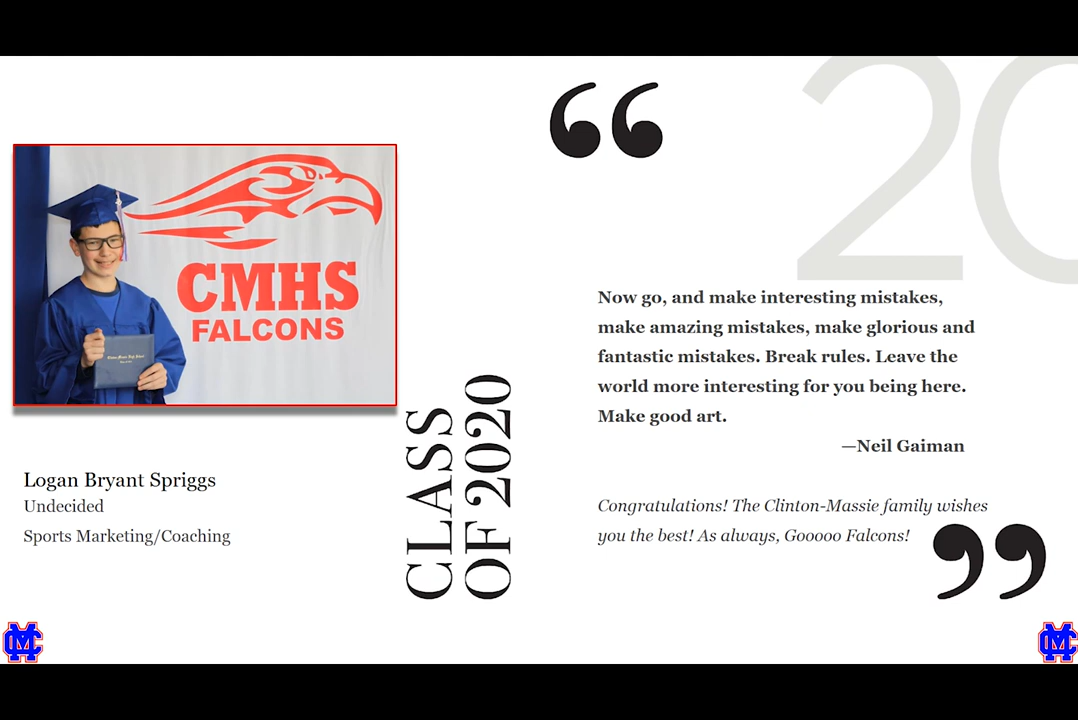 CMHS
FALCONS
Logan Bryant Spriggs
Undecided
Sports Marketing/Coaching
CLASS
OF 2020
20
“
Now go, and make interesting mistakes,
make amazing mistakes, make glorious and
fantastic mistakes. Break rules. Leave the
world more interesting for you being here.
Make good art.
—Neil Gaiman
Congratulations! The Clinton-Massie family wishes
you the best! As always, Gooooo Falcons!
”